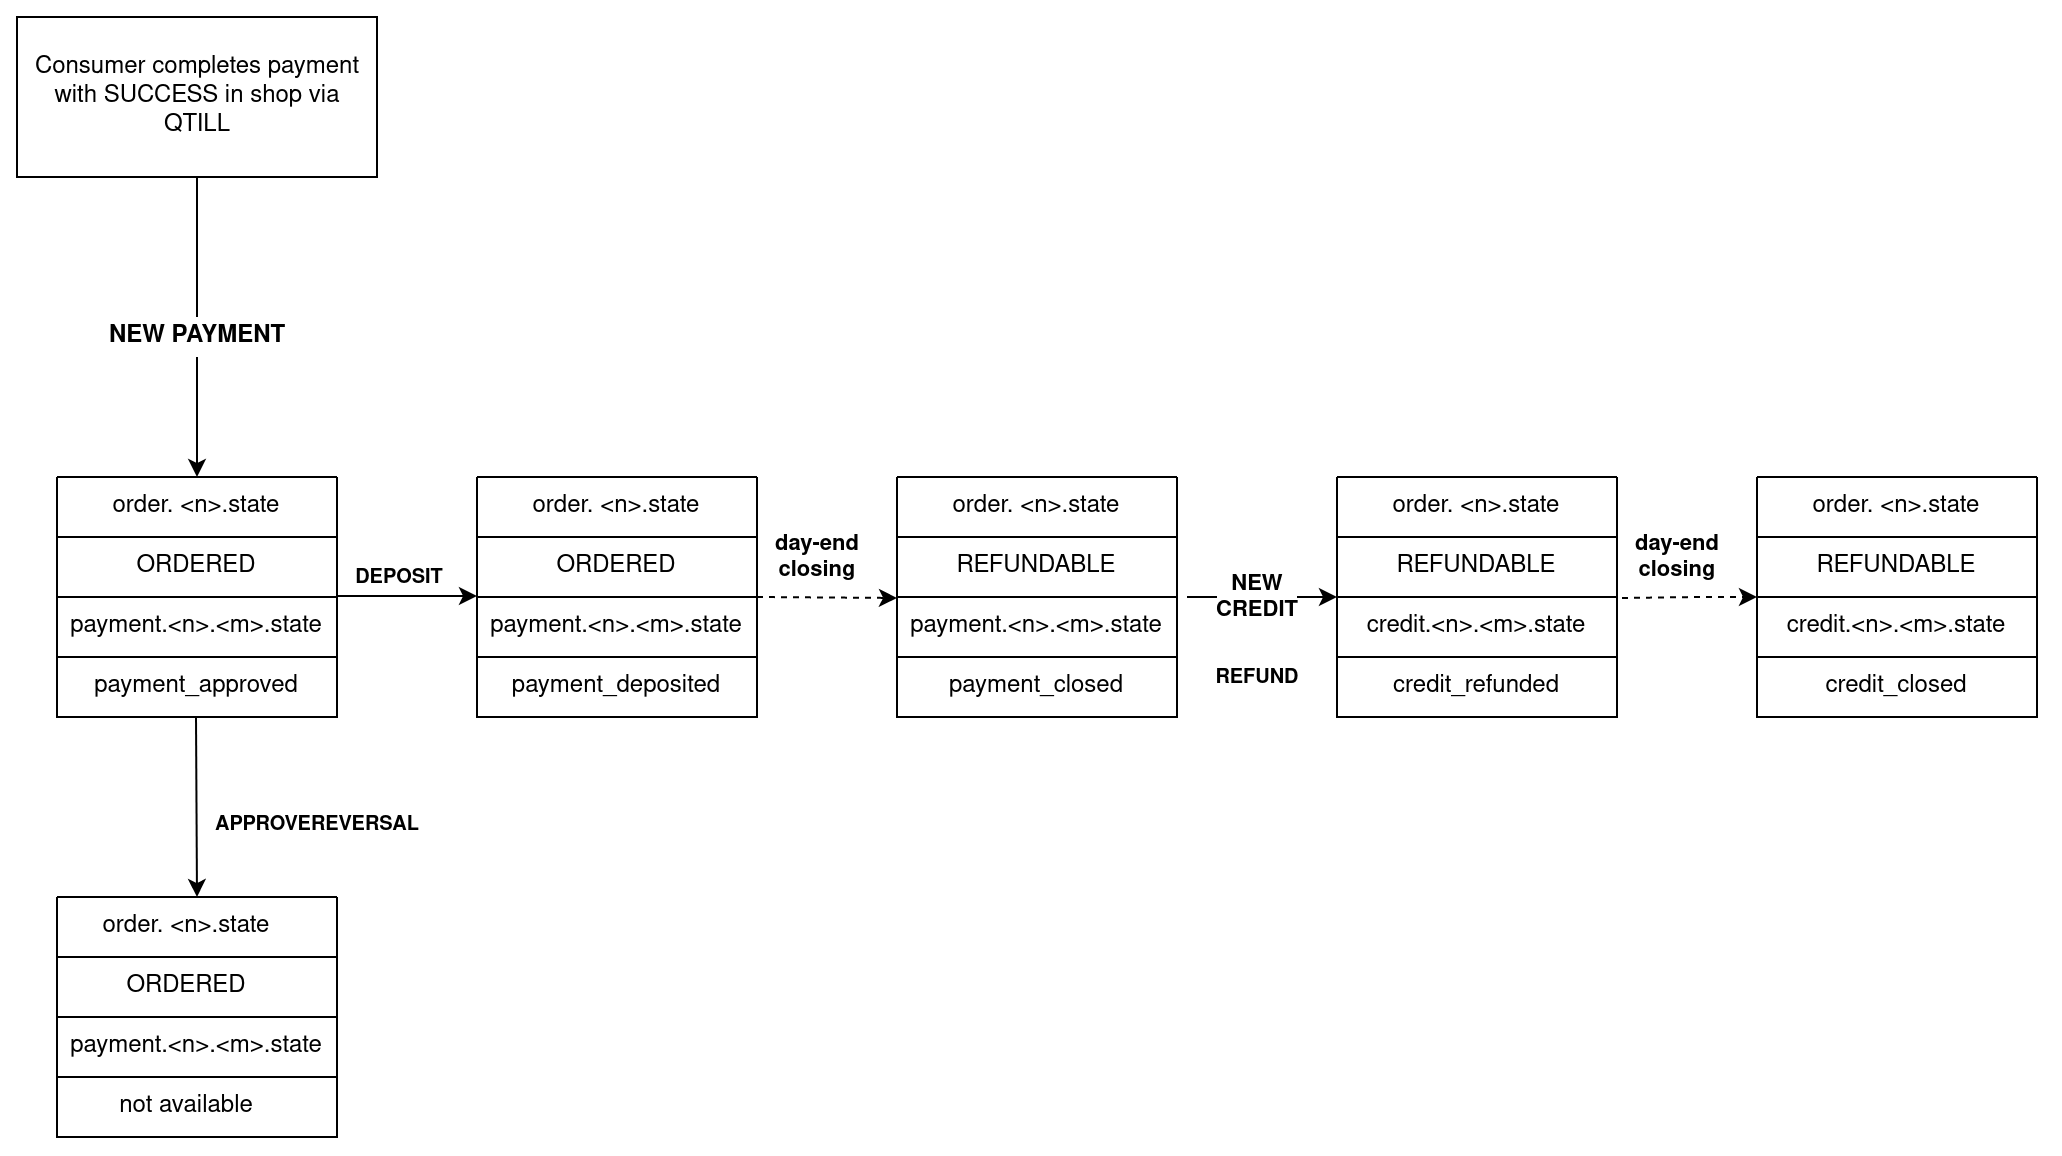 Consumer completes payment
with SUCCESS in shop via
QTILL
NEW PAYMENT
order. <n>.state
ORDERED
payment.<n>.<m>.state
payment_approved
DEPOSIT
order. <n>.state
ORDERED
payment.<n>.<m>.state
payment_deposited
day-end
closing
order. <n>.state
REFUNDABLE
payment.<n>.<m>.state
payment_closed
NEW
CREDIT
REFUND
order. <n>.state
REFUNDABLE
credit.<n>.<m>.state
credit_refunded
day-end
closing
order. <n>.state
REFUNDABLE
credit.<n>.<m>.state
credit_closed
APPROVEREVERSAL
order. <n>.state
ORDERED
payment.<n>.<m>.state
not available